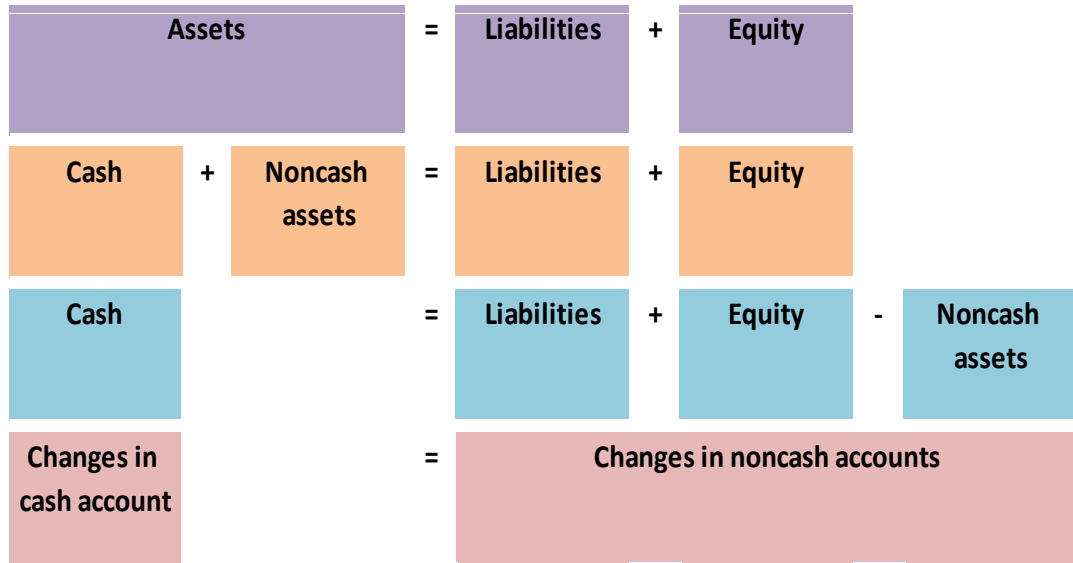 Assets = Liabilities + Equity
Cash + Noncash assets = Liabilities + Equity
Cash = Liabilities + Equity - Noncash assets
Changes in cash account = Changes in noncash accounts